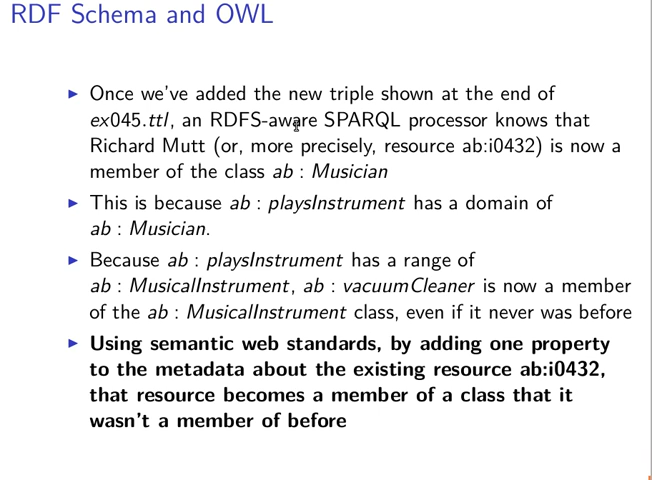 RDF Schema and OWL
Once we've added the new triple shown at the end of
ex045.ttl, an RDFS-aware SPARQL processor knows that
Richard Mutt (or, more precisely, resource ab:i0432) is now a
member of the class ab : Musician
This is because ab : playsInstrument has a domain of
ab : Musician.
Because ab : playsInstrument has a range of
ab : MusicalInstrument, ab : vacuumCleaner is now a member
of the ab : MusicalInstrument class, even if it never was before
Using semantic web standards, by adding one property
to the metadata about the existing resource ab:i0432,
that resource becomes a member of a class that it
wasn't a member of before